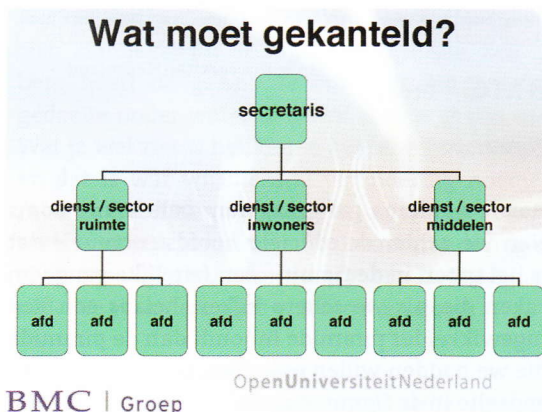 Wat moet gekanteld?
secretaris
dienst / sector
ruimte
dienst / sector
inwoners
dienst / sector
middelen
afd afd afd afd afd afd afd afd afd
OpenUniversiteitNederland
BMC | Groep